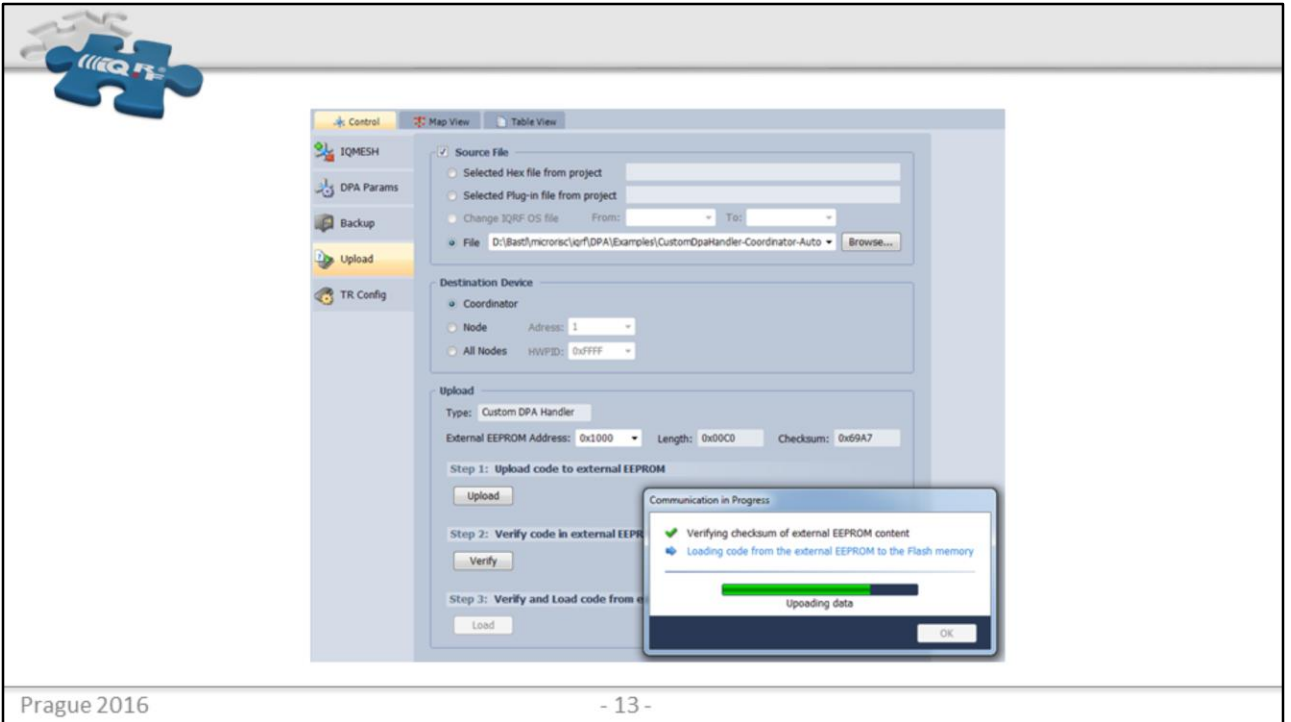 IQRF®
Control Map View Table View
IQMESH
DPA Params
Backup
Upload
TR Config
Source File
Selected Hex file from project
Selected Plug-in file from project
Change IQRF OS file From: To:
File D:\Bastl\microrisc\iqrf\DPA\Examples\CustomDpaHandler-Coordinator-Auto Browse...
Destination Device
Coordinator
Node Adress: 1
All Nodes HWPID: 0xFFFF
Upload
Type: Custom DPA Handler
External EEPROM Address: 0x1000 Length: 0x00C0 Checksum: 0x69A7
Step 1: Upload code to external EEPROM
Upload
Step 2: Verify code in external EEPR
Verify
Step 3: Verify and Load code from e
Load
Communication in Progress
Verifying checksum of external EEPROM content
Loading code from the external EEPROM to the Flash memory
Upoading data
OK
Prague 2016 - 13 -